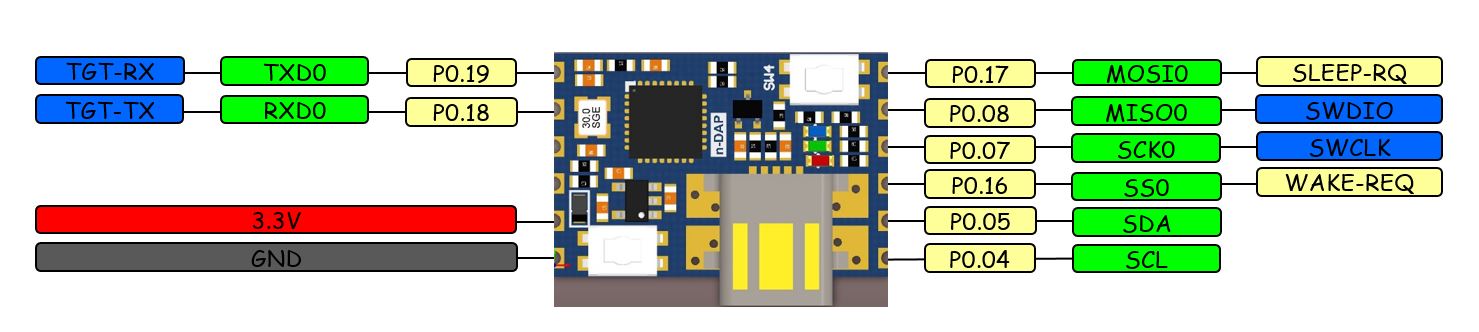 TGT-RX TXD0 P0.19
TGT-TX RXD0 P0.18
3.3V
GND
SW4
30.0
SGE
n-DAP
P0.17 MOSI0 SLEEP-RQ
P0.08 MISO0 SWDIO
P0.07 SCK0 SWCLK
P0.16 SS0 WAKE-REQ
P0.05 SDA
P0.04 SCL